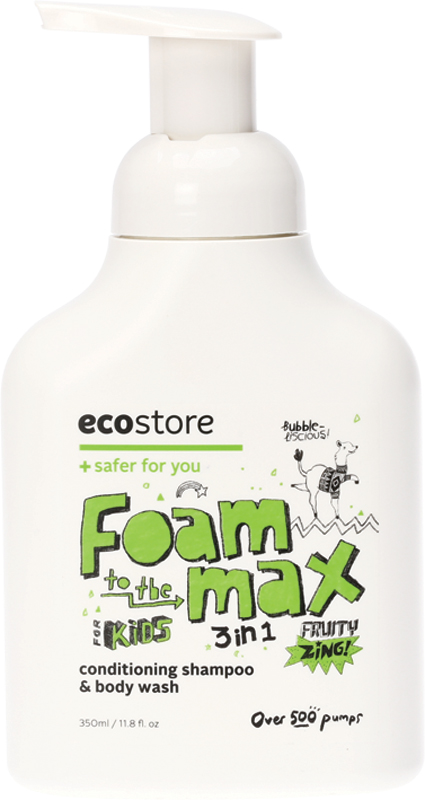 ecostore
+ safer for you
Bubble-
liscious!
Foam
to the max
FOR KIDS
3 in 1
FRUITY
ZING!
conditioning shampoo
& body wash
350ml / 11.8 fl. oz
Over 500 pumps